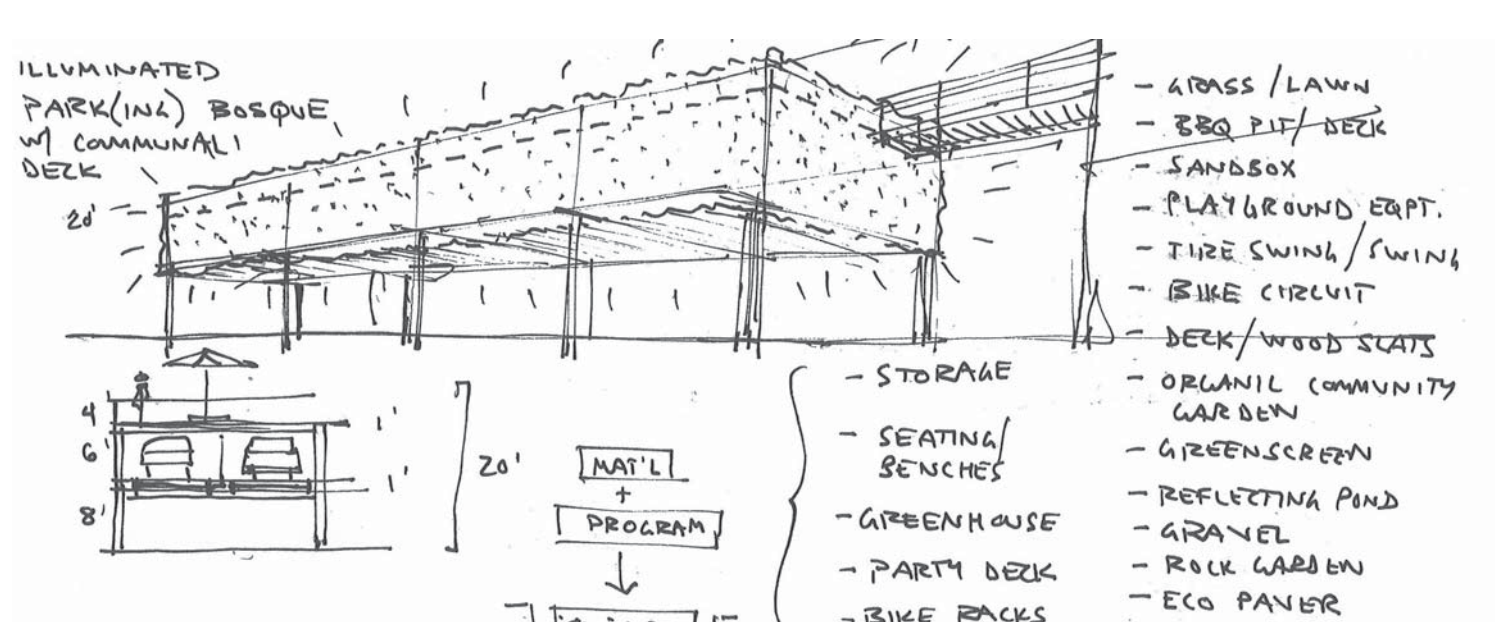 ILLUMINATED
PARK(ING) BOSQUE
W/ COMMUNAL
DECK
20'
4
6'
8'
1'
1'
20'
MAT'L
+
PROGRAM
- STORAGE
- SEATING/
BENCHES
- GREENHOUSE
- PARTY DECK
- BIKE RACKS
- GRASS/LAWN
- BBQ PIT/DECK
- SANDBOX
- PLAYGROUND EQPT.
- TIRE SWING/SWING
- BIKE CIRCUIT
- DECK/WOOD SLATS
- ORGANIC COMMUNITY
GARDEN
- GREENSCREEN
- REFLECTING POND
- GRAVEL
- ROCK GARDEN
- ECO PAVER